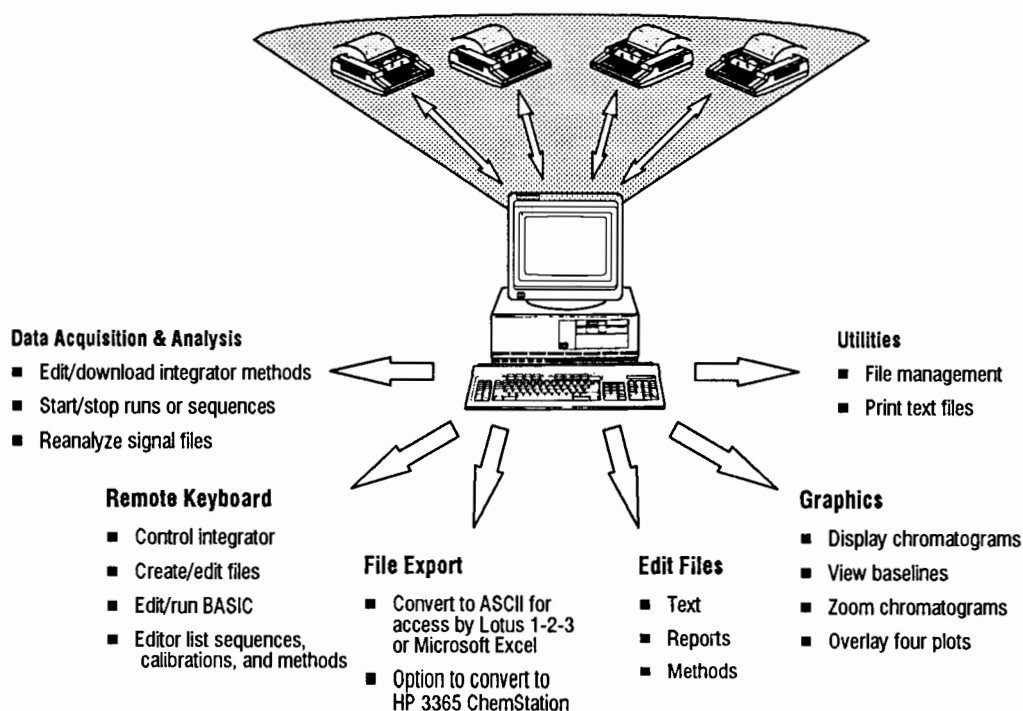 Data Acquisition & Analysis
■ Edit/download integrator methods
■ Start/stop runs or sequences
■ Reanalyze signal files
Utilities
■ File management
■ Print text files
Remote Keyboard
■ Control integrator
■ Create/edit files
■ Edit/run BASIC
■ Editor list sequences,
calibrations, and methods
File Export
■ Convert to ASCII for
access by Lotus 1-2-3
or Microsoft Excel
■ Option to convert to
HP 3365 ChemStation
Edit Files
■ Text
■ Reports
■ Methods
Graphics
■ Display chromatograms
■ View baselines
■ Zoom chromatograms
■ Overlay four plots